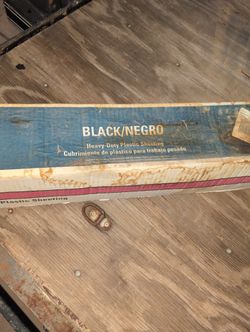 BLACK/NEGRO
Heavy-Duty Plastic Sheeting
Cubrimiento de plástico para trabajo pesado
Plastic Sheeting